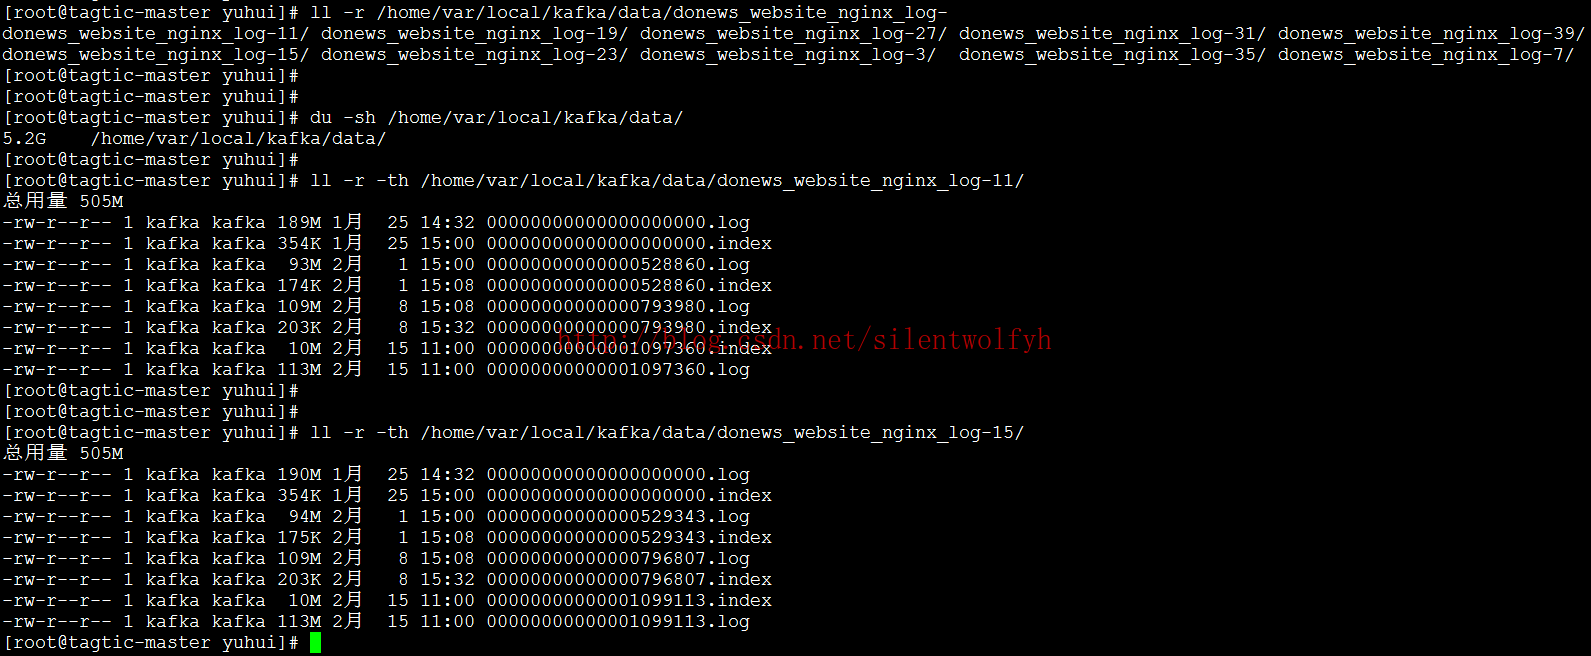 [root@tagtic-master yuhui]# ll -r /home/var/local/kafka/data/donews_website_nginx_log-
donews_website_nginx_log-11/ donews_website_nginx_log-19/ donews_website_nginx_log-27/ donews_website_nginx_log-31/ donews_website_nginx_log-39/
donews_website_nginx_log-15/ donews_website_nginx_log-23/ donews_website_nginx_log-3/  donews_website_nginx_log-35/ donews_website_nginx_log-7/
[root@tagtic-master yuhui]#
[root@tagtic-master yuhui]#
[root@tagtic-master yuhui]# du -sh /home/var/local/kafka/data/
5.2G    /home/var/local/kafka/data/
[root@tagtic-master yuhui]#
[root@tagtic-master yuhui]# ll -r -th /home/var/local/kafka/data/donews_website_nginx_log-11/
总用量 505M
-rw-r--r-- 1 kafka kafka 189M 1月  25 14:32 00000000000000000000.log
-rw-r--r-- 1 kafka kafka 354K 1月  25 15:00 00000000000000000000.index
-rw-r--r-- 1 kafka kafka  93M 2月   1 15:00 00000000000000528860.log
-rw-r--r-- 1 kafka kafka 174K 2月   1 15:08 00000000000000528860.index
-rw-r--r-- 1 kafka kafka 109M 2月   8 15:08 00000000000000793980.log
-rw-r--r-- 1 kafka kafka 203K 2月   8 15:32 00000000000000793980.index
http://blog.csdn.net/silentwolfyh
-rw-r--r-- 1 kafka kafka  10M 2月  15 11:00 00000000000001097360.index
-rw-r--r-- 1 kafka kafka 113M 2月  15 11:00 00000000000001097360.log
[root@tagtic-master yuhui]#
[root@tagtic-master yuhui]#
[root@tagtic-master yuhui]# ll -r -th /home/var/local/kafka/data/donews_website_nginx_log-15/
总用量 505M
-rw-r--r-- 1 kafka kafka 190M 1月  25 14:32 00000000000000000000.log
-rw-r--r-- 1 kafka kafka 354K 1月  25 15:00 00000000000000000000.index
-rw-r--r-- 1 kafka kafka  94M 2月   1 15:00 00000000000000529343.log
-rw-r--r-- 1 kafka kafka 175K 2月   1 15:08 00000000000000529343.index
-rw-r--r-- 1 kafka kafka 109M 2月   8 15:08 00000000000000796807.log
-rw-r--r-- 1 kafka kafka 203K 2月   8 15:32 00000000000000796807.index
-rw-r--r-- 1 kafka kafka  10M 2月  15 11:00 00000000000001099113.index
-rw-r--r-- 1 kafka kafka 113M 2月  15 11:00 00000000000001099113.log
[root@tagtic-master yuhui]#